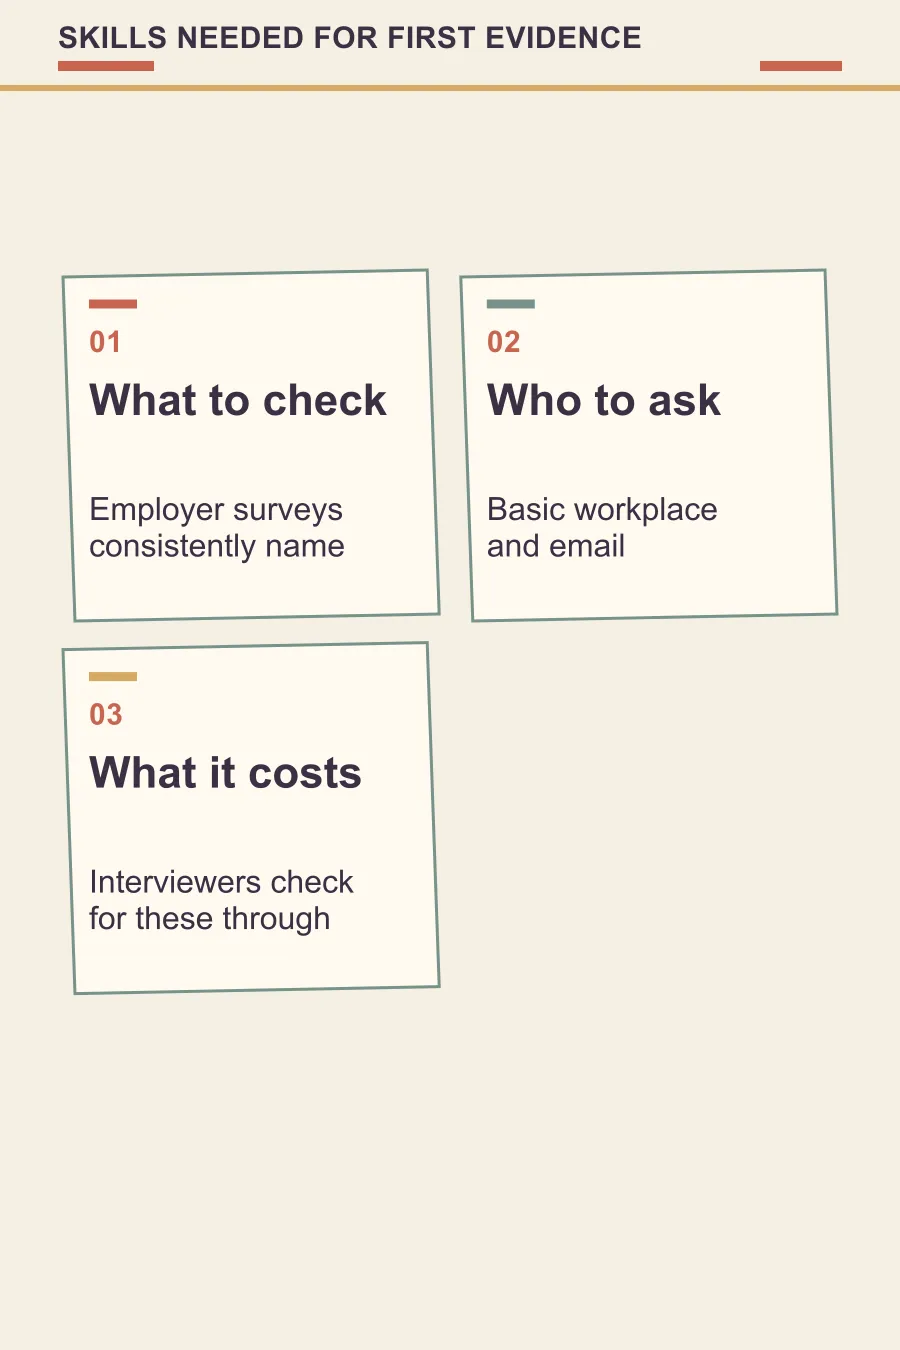 SKILLS NEEDED FOR FIRST EVIDENCE
01
What to check
Employer surveys
consistently name
02
Who to ask
Basic workplace
and email
03
What it costs
Interviewers check
for these through